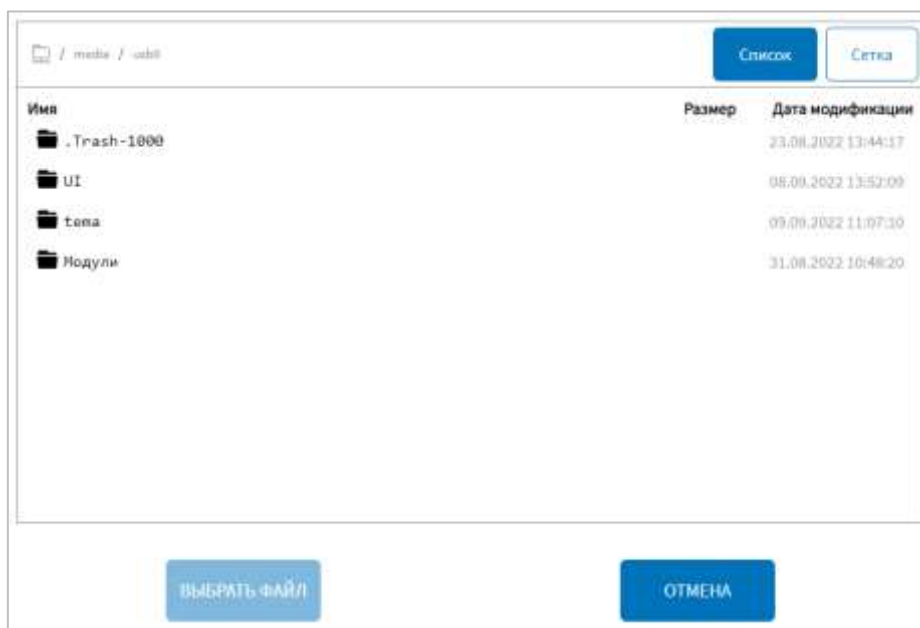 / media / usb0 Список Сетка
Имя Размер Дата модификации
.Trash-1000 23.08.2022 13:44:17
UI 08.09.2022 13:52:09
tema 09.09.2022 11:07:10
Модули 31.08.2022 10:48:20
ВЫБРАТЬ ФАЙЛ ОТМЕНА